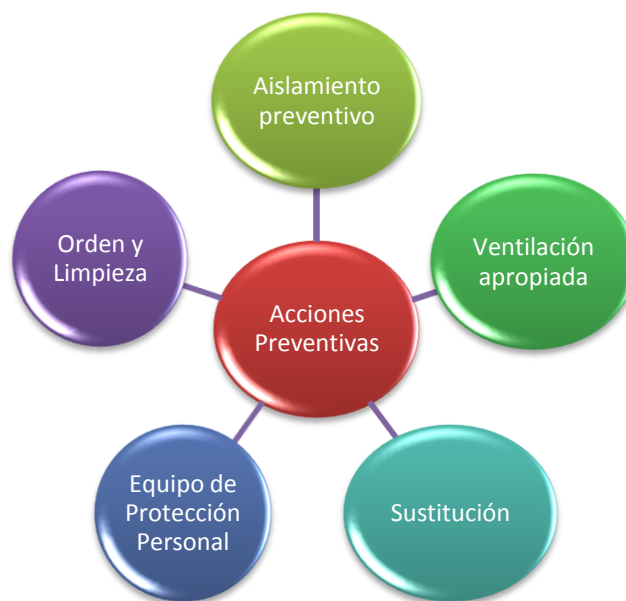 Aislamiento
preventivo
Orden y
Limpieza
Ventilación
apropiada
Acciones
Preventivas
Equipo de
Protección
Personal
Sustitución